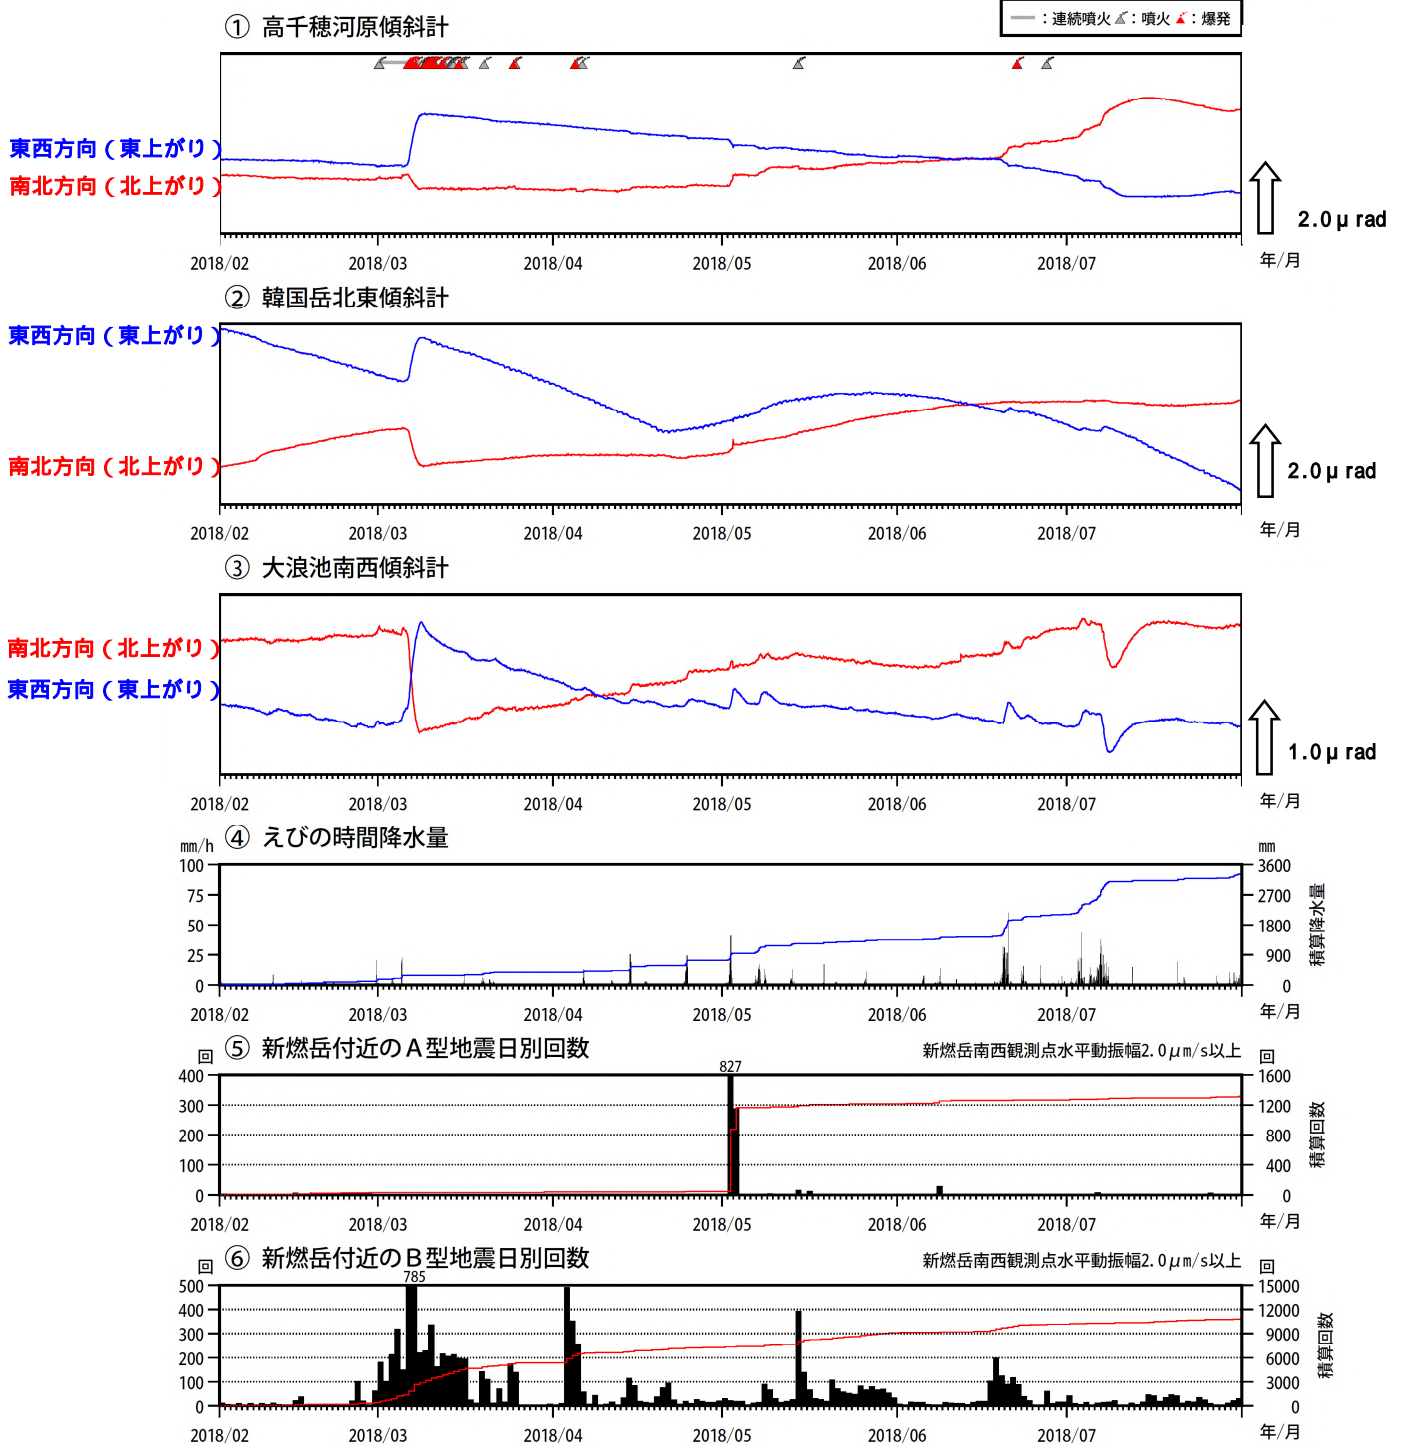 ① 高千穂河原傾斜計
：連続噴火 ：噴火 ：爆発
東西方向（東上がり）
南北方向（北上がり）
2.0μ rad
2018/02 2018/03 2018/04 2018/05 2018/06 2018/07 年/月
② 韓国岳北東傾斜計
東西方向（東上がり）
南北方向（北上がり）
2.0μ rad
2018/02 2018/03 2018/04 2018/05 2018/06 2018/07 年/月
③ 大浪池南西傾斜計
南北方向（北上がり）
東西方向（東上がり）
1.0μ rad
2018/02 2018/03 2018/04 2018/05 2018/06 2018/07 年/月
④ えびの時間降水量
mm/h mm
100 3600
75 2700
50 1800
25 900
0 0
積算降水量
2018/02 2018/03 2018/04 2018/05 2018/06 2018/07 年/月
⑤ 新燃岳付近のＡ型地震日別回数 新燃岳南西観測点水平動振幅2.0μm/s以上
回 827 回
400 1600
300 1200
200 800
100 400
0 0
積算回数
2018/02 2018/03 2018/04 2018/05 2018/06 2018/07 年/月
⑥ 新燃岳付近のＢ型地震日別回数 新燃岳南西観測点水平動振幅2.0μm/s以上
回 785 回
500 15000
400 12000
300 9000
200 6000
100 3000
0 0
積算回数
2018/02 2018/03 2018/04 2018/05 2018/06 2018/07 年/月